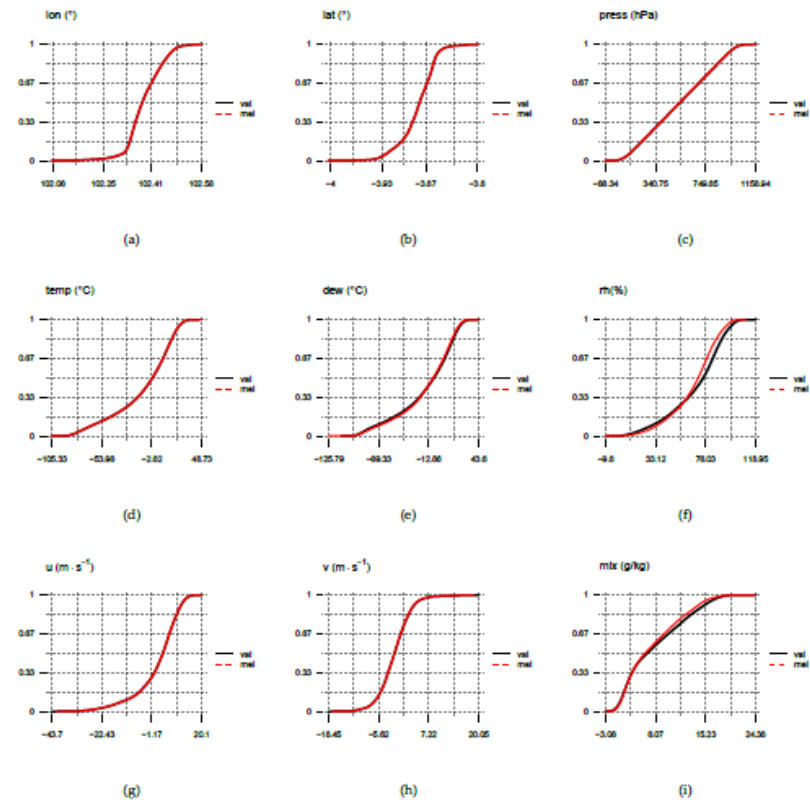 lon (°)
1
0.67
0.33
0
102.06
102.25
102.41
102.58
val
mel
(a)
lat (°)
1
0.67
0.33
0
−4
−3.93
−3.87
−3.8
val
mel
(b)
press (hPa)
1
0.67
0.33
0
−68.34
340.75
749.85
1158.94
val
mel
(c)
temp (°C)
1
0.67
0.33
0
−105.33
−53.98
−2.62
48.73
val
mel
(d)
dew (°C)
1
0.67
0.33
0
−125.79
−69.33
−12.86
43.6
val
mel
(e)
rh(%)
1
0.67
0.33
0
−9.8
33.12
76.03
118.95
val
mel
(f)
u (m · s⁻¹)
1
0.67
0.33
0
−43.7
−22.43
−1.17
20.1
val
mel
(g)
v (m · s⁻¹)
1
0.67
0.33
0
−18.45
−5.62
7.22
20.05
val
mel
(h)
mix (g/kg)
1
0.67
0.33
0
−3.08
6.07
15.23
24.38
val
mel
(i)